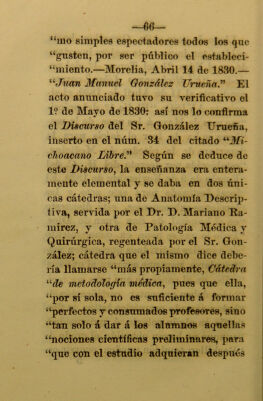 —66—
“mo simples espectadores todos los que
“gusten, por ser público el estableci-
“miento.—Morelia, Abril 14 de 1830.—
“Juan Manuel González Urueña.” El
acto anunciado tuvo su verificativo el
1º de Mayo de 1830: así nos lo confirma
el Discurso del Sr. González Urueña,
inserto en el núm. 34 del citado “Mi-
choacano Libre.” Según se deduce de
este Discurso, la enseñanza era entera-
mente elemental y se daba en dos úni-
cas cátedras; una de Anatomía Descrip-
tiva, servida por el Dr. D. Mariano Ra-
mirez, y otra de Patología Médica y
Quirúrgica, regenteada por el Sr. Gon-
zález; cátedra que el mismo dice debe-
ría llamarse “más propiamente, Cátedra
“de metodología médica, pues que ella,
“por sí sola, no es suficiente á formar
“perfectos y consumados profesores, sino
“tan solo á dar á los alumnos aquellas
“nociones científicas preliminares, para
“que con el estudio adquieran después